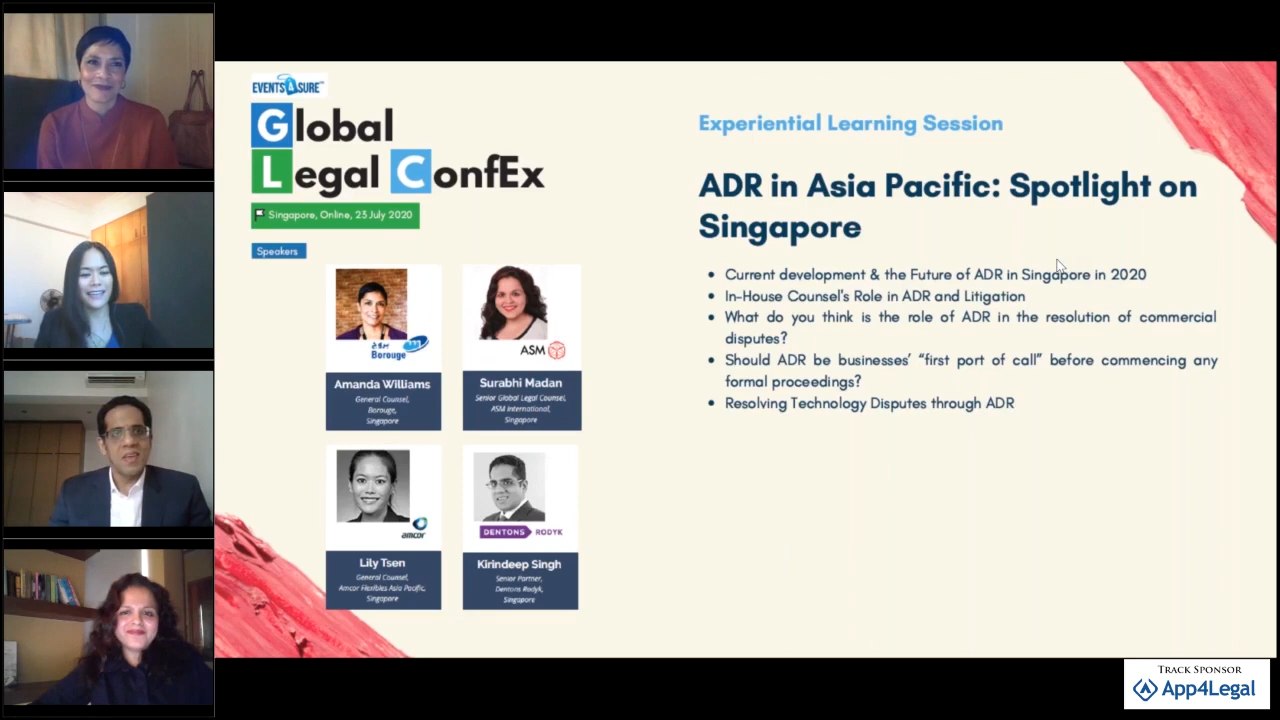 EVENTS4SURE™
Global
Legal ConfEx
Singapore, Online, 23 July 2020
Speakers
Borouge
Amanda Williams
General Counsel,
Borouge,
Singapore
ASM
Surabhi Madan
Senior Global Legal Counsel,
ASM International,
Singapore
amcor
Lily Tsen
General Counsel,
Amcor Flexibles Asia Pacific,
Singapore
DENTONS RODYK
Kirindeep Singh
Senior Partner,
Dentons Rodyk,
Singapore
Experiential Learning Session
ADR in Asia Pacific: Spotlight on
Singapore
• Current development & the Future of ADR in Singapore in 2020
• In-House Counsel's Role in ADR and Litigation
• What do you think is the role of ADR in the resolution of commercial
disputes?
• Should ADR be businesses' “first port of call” before commencing any
formal proceedings?
• Resolving Technology Disputes through ADR
TRACK SPONSOR
App4Legal